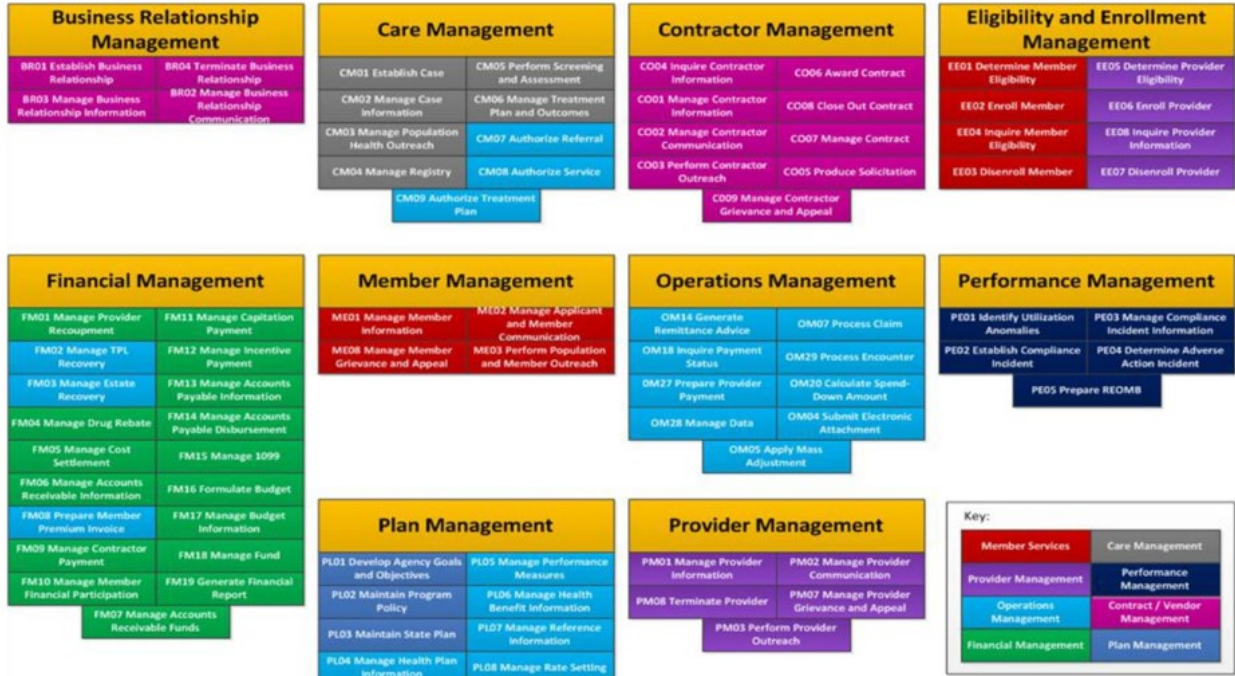 Business Relationship
Management
BR01 Establish Business
Relationship
BR04 Terminate Business
Relationship
BR03 Manage Business
Relationship Information
BR02 Manage Business
Relationship
Communication
Care Management
CM01 Establish Case
CM05 Perform Screening
and Assessment
CM02 Manage Case
Information
CM06 Manage Treatment
Plan and Outcomes
CM03 Manage Population
Health Outreach
CM07 Authorize Referral
CM04 Manage Registry
CM08 Authorize Service
CM09 Authorize Treatment
Plan
Contractor Management
CO04 Inquire Contractor
Information
CO06 Award Contract
CO01 Manage Contractor
Information
CO08 Close Out Contract
CO02 Manage Contractor
Communication
CO07 Manage Contract
CO03 Perform Contractor
Outreach
CO05 Produce Solicitation
C009 Manage Contractor
Grievance and Appeal
Eligibility and Enrollment
Management
EE01 Determine Member
Eligibility
EE05 Determine Provider
Eligibility
EE02 Enroll Member
EE06 Enroll Provider
EE04 Inquire Member
Eligibility
EE08 Inquire Provider
Information
EE03 Disenroll Member
EE07 Disenroll Provider
Financial Management
FM01 Manage Provider
Recoupment
FM11 Manage Capitation
Payment
FM02 Manage TPL
Recovery
FM12 Manage Incentive
Payment
FM03 Manage Estate
Recovery
FM13 Manage Accounts
Payable Information
FM04 Manage Drug Rebate
FM14 Manage Accounts
Payable Disbursement
FM05 Manage Cost
Settlement
FM15 Manage 1099
FM06 Manage Accounts
Receivable Information
FM16 Formulate Budget
FM08 Prepare Member
Premium Invoice
FM17 Manage Budget
Information
FM09 Manage Contractor
Payment
FM18 Manage Fund
FM10 Manage Member
Financial Participation
FM19 Generate Financial
Report
FM07 Manage Accounts
Receivable Funds
Member Management
ME01 Manage Member
Information
ME02 Manage Applicant
and Member
Communication
ME08 Manage Member
Grievance and Appeal
ME03 Perform Population
and Member Outreach
Operations Management
OM14 Generate
Remittance Advice
OM07 Process Claim
OM18 Inquire Payment
Status
OM29 Process Encounter
OM27 Prepare Provider
Payment
OM20 Calculate Spend-
Down Amount
OM28 Manage Data
OM04 Submit Electronic
Attachment
OM05 Apply Mass
Adjustment
Performance Management
PE01 Identify Utilization
Anomalies
PE03 Manage Compliance
Incident Information
PE02 Establish Compliance
Incident
PE04 Determine Adverse
Action Incident
PE05 Prepare REOMB
Plan Management
PL01 Develop Agency Goals
and Objectives
PL05 Manage Performance
Measures
PL02 Maintain Program
Policy
PL06 Manage Health
Benefit Information
PL03 Maintain State Plan
PL07 Manage Reference
Information
PL04 Manage Health Plan
Information
PL08 Manage Rate Setting
Provider Management
PM01 Manage Provider
Information
PM02 Manage Provider
Communication
PM08 Terminate Provider
PM07 Manage Provider
Grievance and Appeal
PM03 Perform Provider
Outreach
Key:
Member Services
Care Management
Provider Management
Performance
Management
Operations
Management
Contract / Vendor
Management
Financial Management
Plan Management